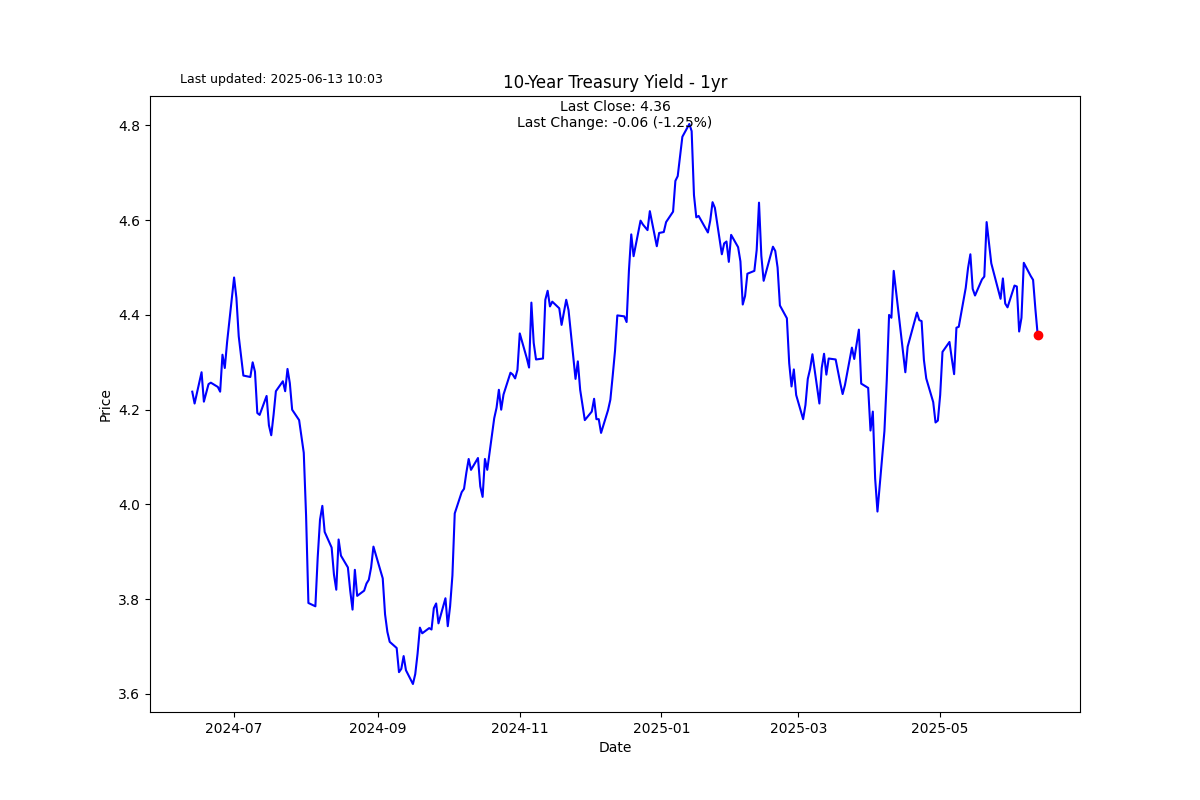 Last updated: 2025-06-13 10:03
10-Year Treasury Yield - 1yr
Last Close: 4.36
Last Change: -0.06 (-1.25%)
4.8
4.6
4.4
4.2
4.0
3.8
3.6
Price
2024-07 2024-09 2024-11 2025-01 2025-03 2025-05
Date